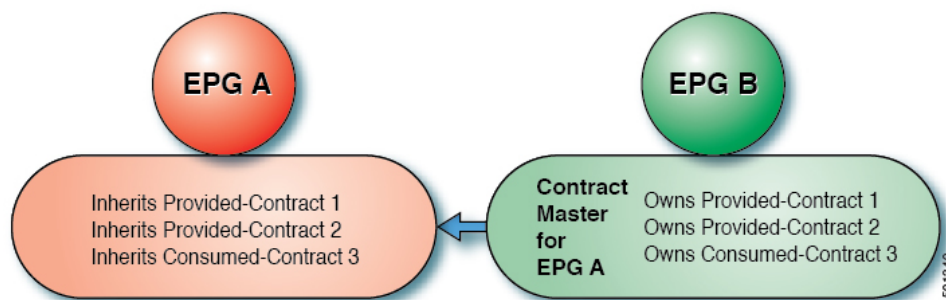 EPG A
EPG B
Inherits Provided-Contract 1
Inherits Provided-Contract 2
Inherits Consumed-Contract 3
Contract
Master
for
EPG A
Owns Provided-Contract 1
Owns Provided-Contract 2
Owns Consumed-Contract 3